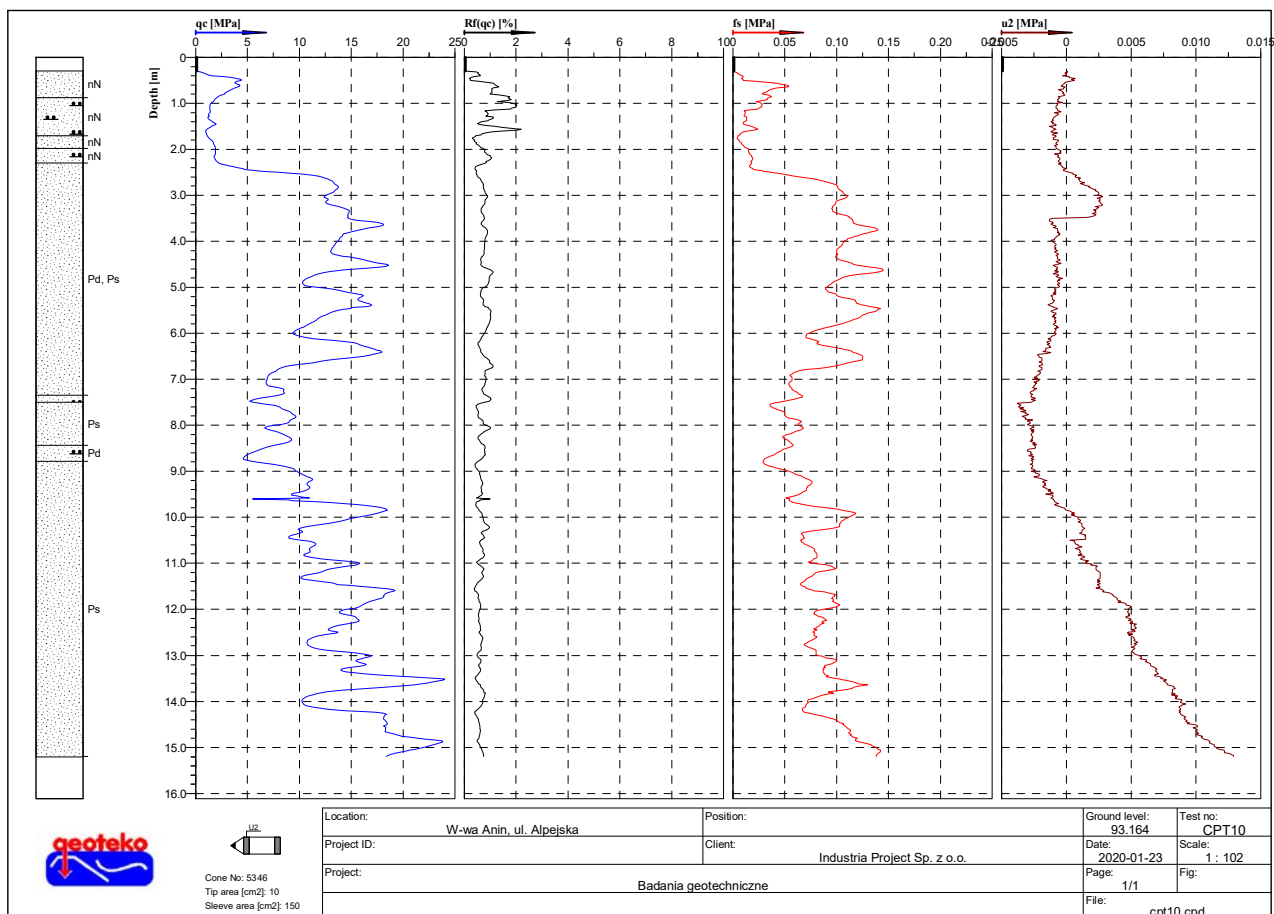 qc [MPa]
Rf(qc) [%]
fs [MPa]
u2 [MPa]
0 5 10 15 20 25
0 2 4 6 8 10
0 0.05 0.10 0.15 0.20 0.25
-0.005 0 0.005 0.010 0.015
Depth [m]
0
1.0
2.0
3.0
4.0
5.0
6.0
7.0
8.0
9.0
10.0
11.0
12.0
13.0
14.0
15.0
16.0
nN
nN
nN
nN
Pd, Ps
Ps
Pd
Ps
geoteko
U2
Cone No: 5346
Tip area [cm2]: 10
Sleeve area [cm2]: 150
Location:
W-wa Anin, ul. Alpejska
Position:
Ground level:
93.164
Test no:
CPT10
Project ID:
Client:
Industria Project Sp. z o.o.
Date:
2020-01-23
Scale:
1 : 102
Project:
Badania geotechniczne
Page:
1/1
Fig:
File:
cpt10.cpd